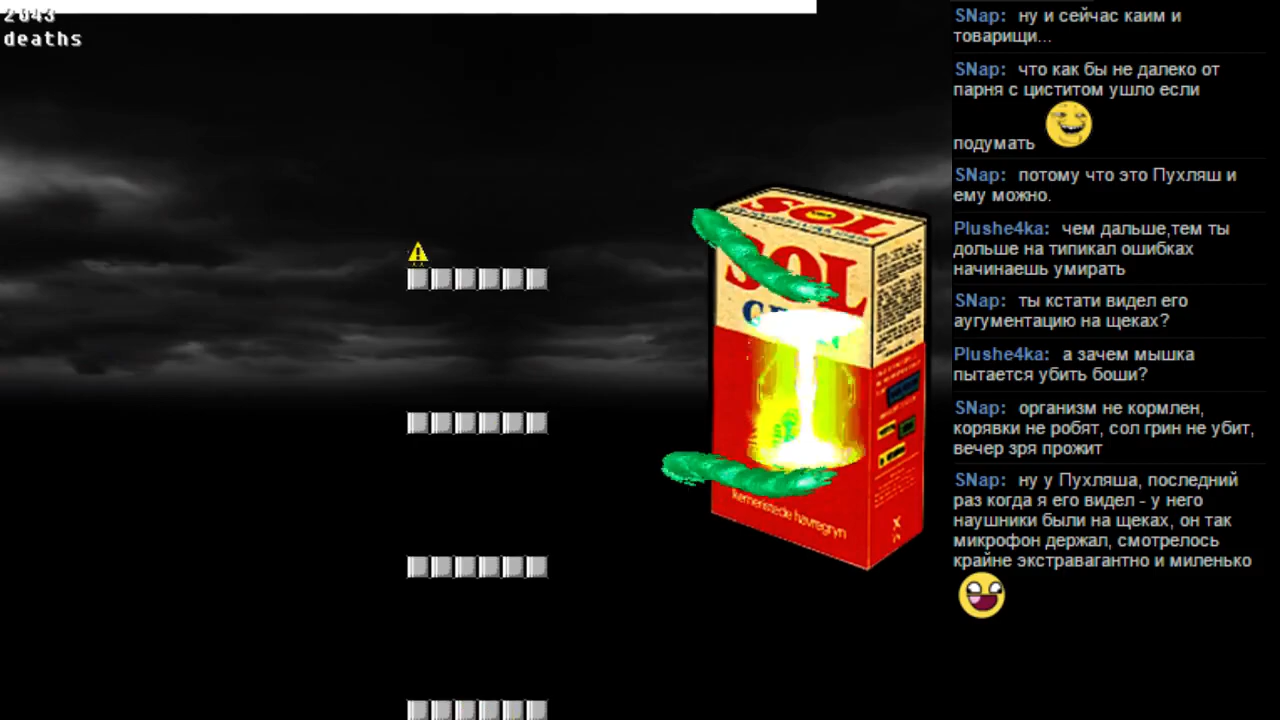 2043
deaths
SOL
SOL
kerneristede havregryn
SNap: ну и сейчас каим и
товарищи...
SNap: что как бы не далеко от
парня с циститом ушло если
подумать
SNap: потому что это Пухляш и
ему можно.
Plushe4ka: чем дальше,тем ты
дольше на типикал ошибках
начинаешь умирать
SNap: ты кстати видел его
аугументацию на щеках?
Plushe4ka: а зачем мышка
пытается убить боши?
SNap: организм не кормлен,
корявки не робят, сол грин не убит,
вечер зря прожит
SNap: ну у Пухляша, последний
раз когда я его видел - у него
наушники были на щеках, он так
микрофон держал, смотрелось
крайне экстравагантно и миленько